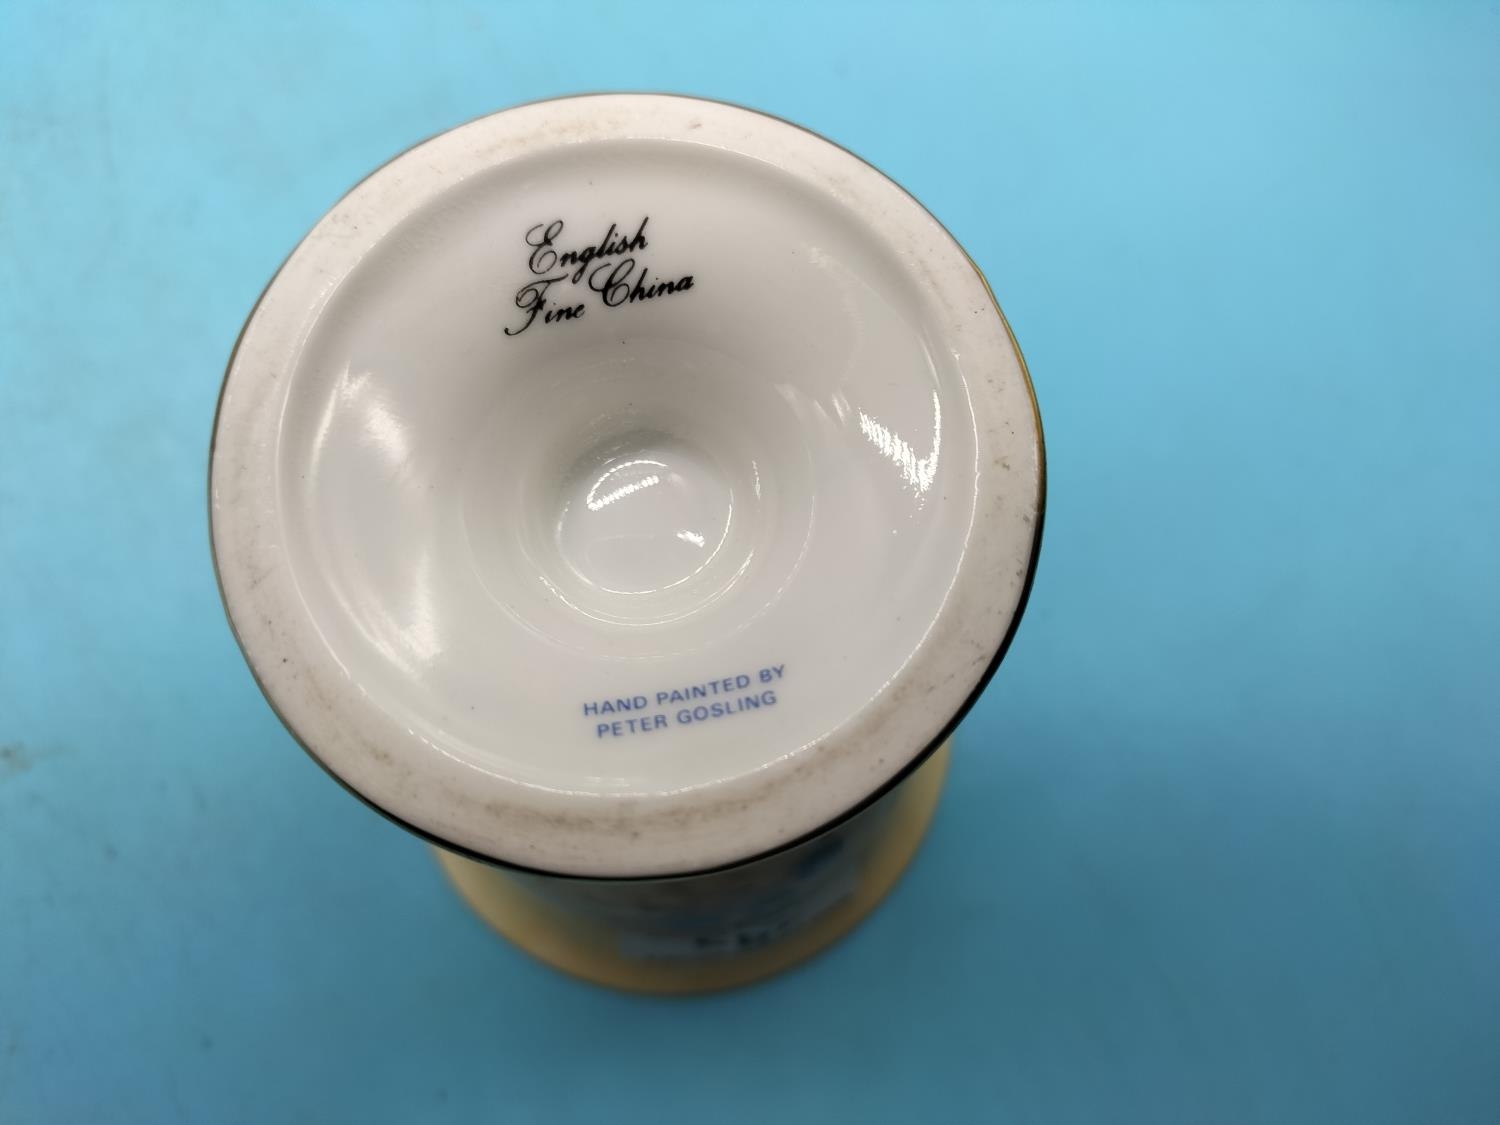 English
Fine China
HAND PAINTED BY
PETER GOSLING